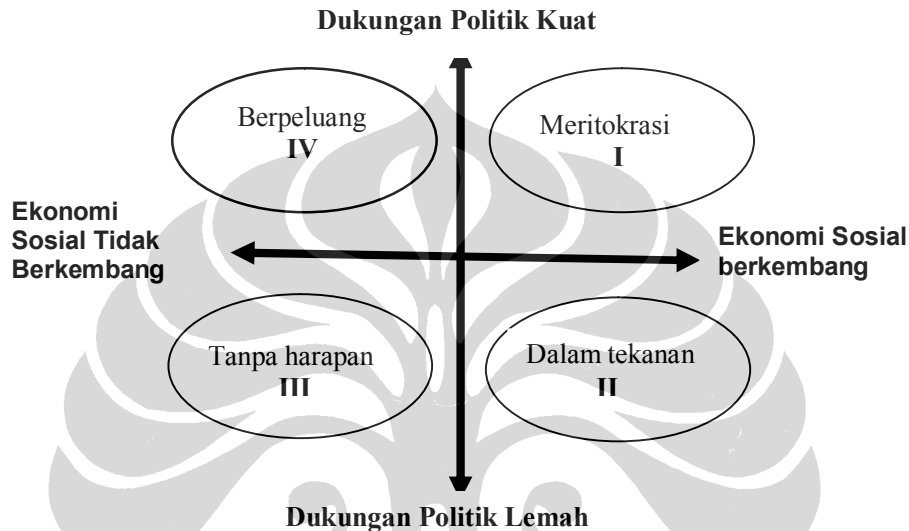 Dukungan Politik Kuat
Berpeluang
IV
Meritokrasi
I
Ekonomi
Sosial Tidak
Berkembang
Ekonomi Sosial
berkembang
Tanpa harapan
III
Dalam tekanan
II
Dukungan Politik Lemah